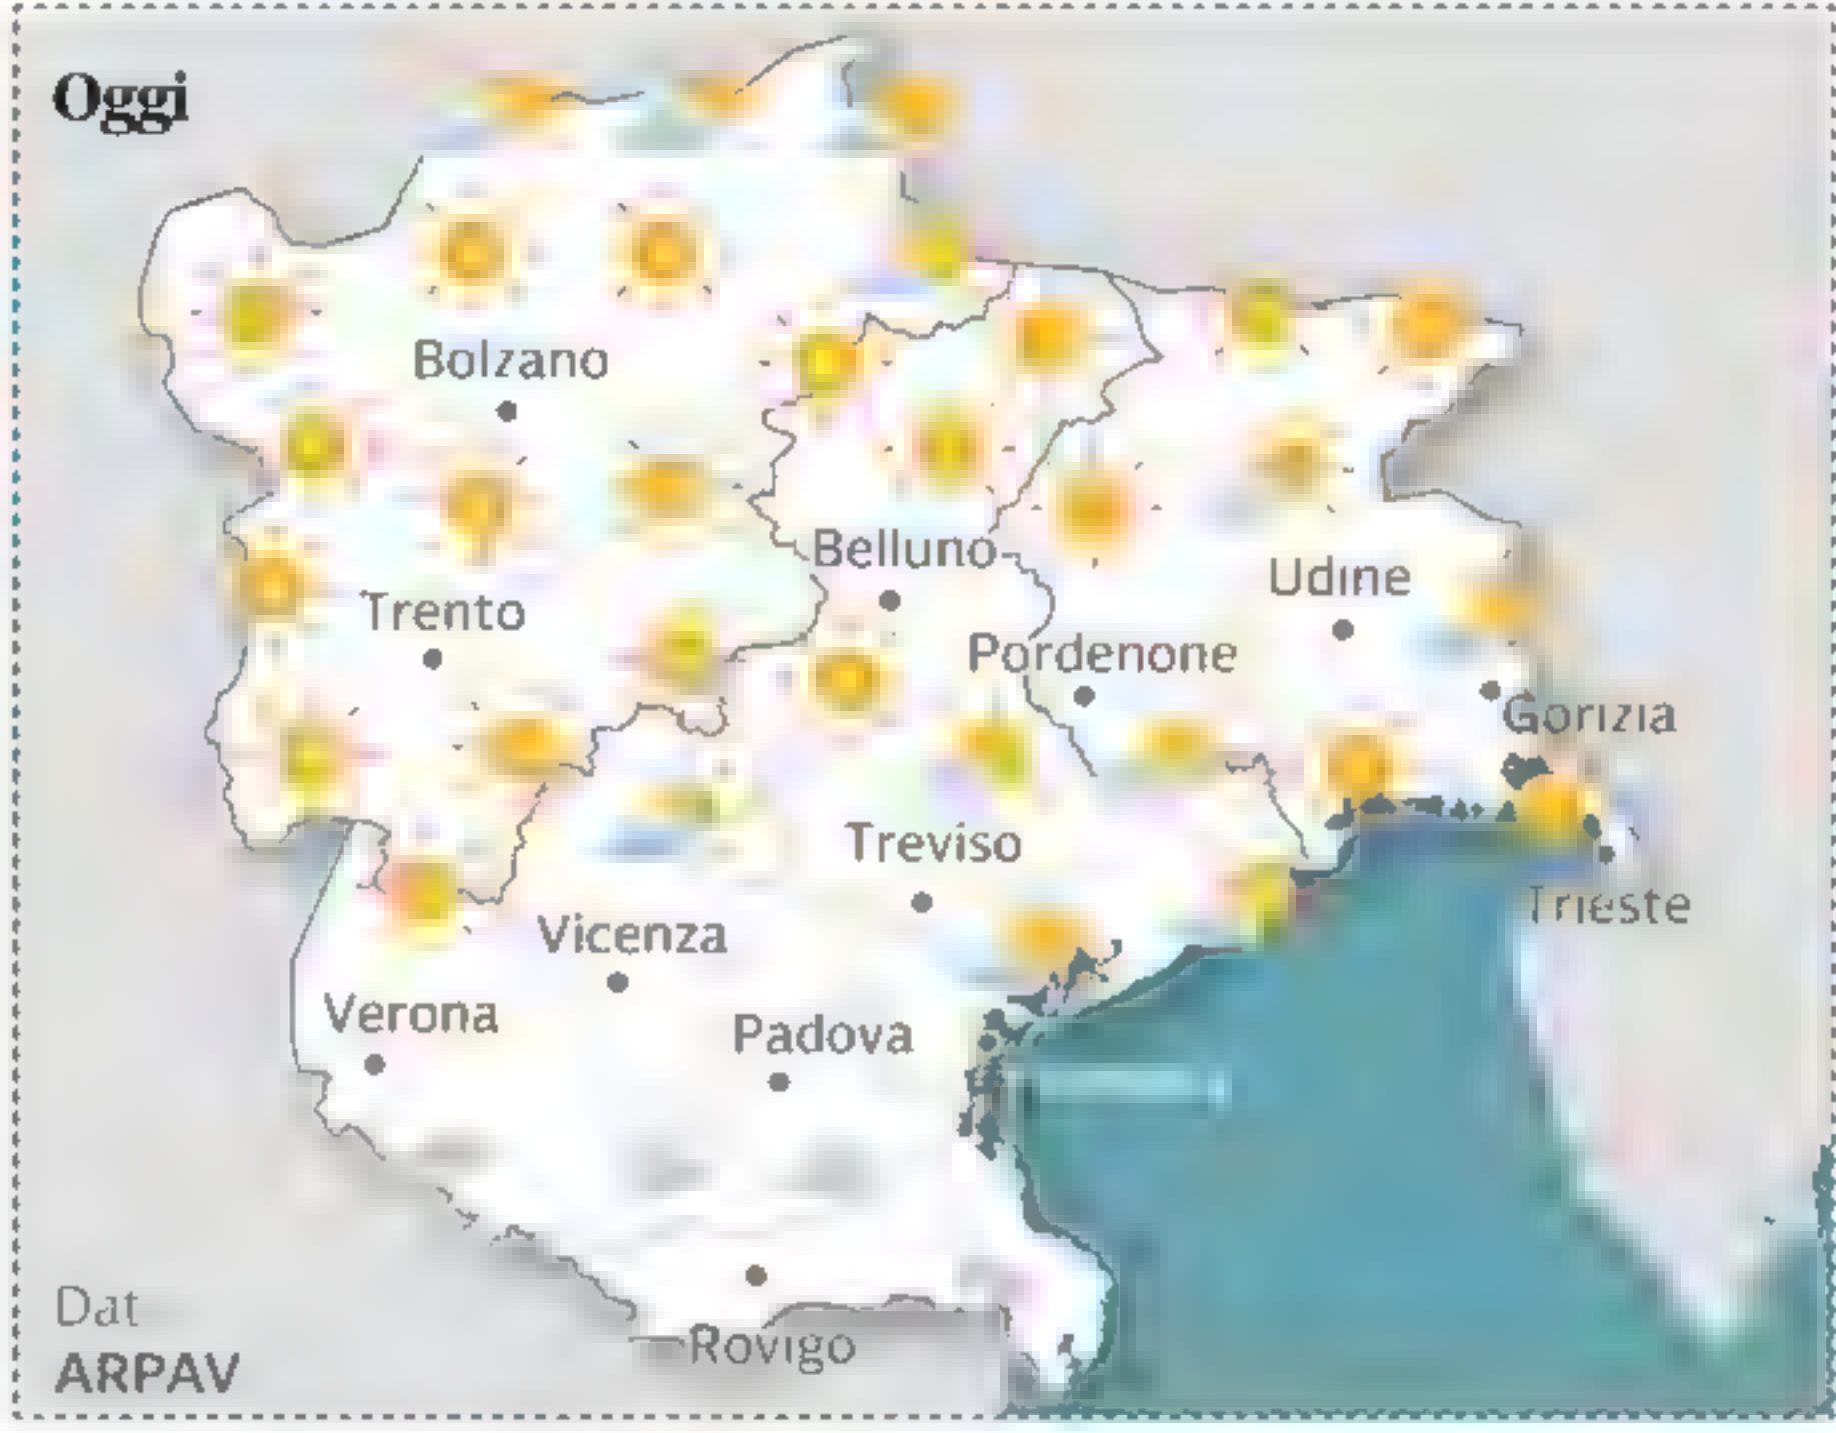 Oggi
Bolzano
Belluno
Udine
Trento
Pordenone
Gorizia
Treviso
Trieste
Vicenza
Verona
Padova
Dat
Rovigo
ARPAV